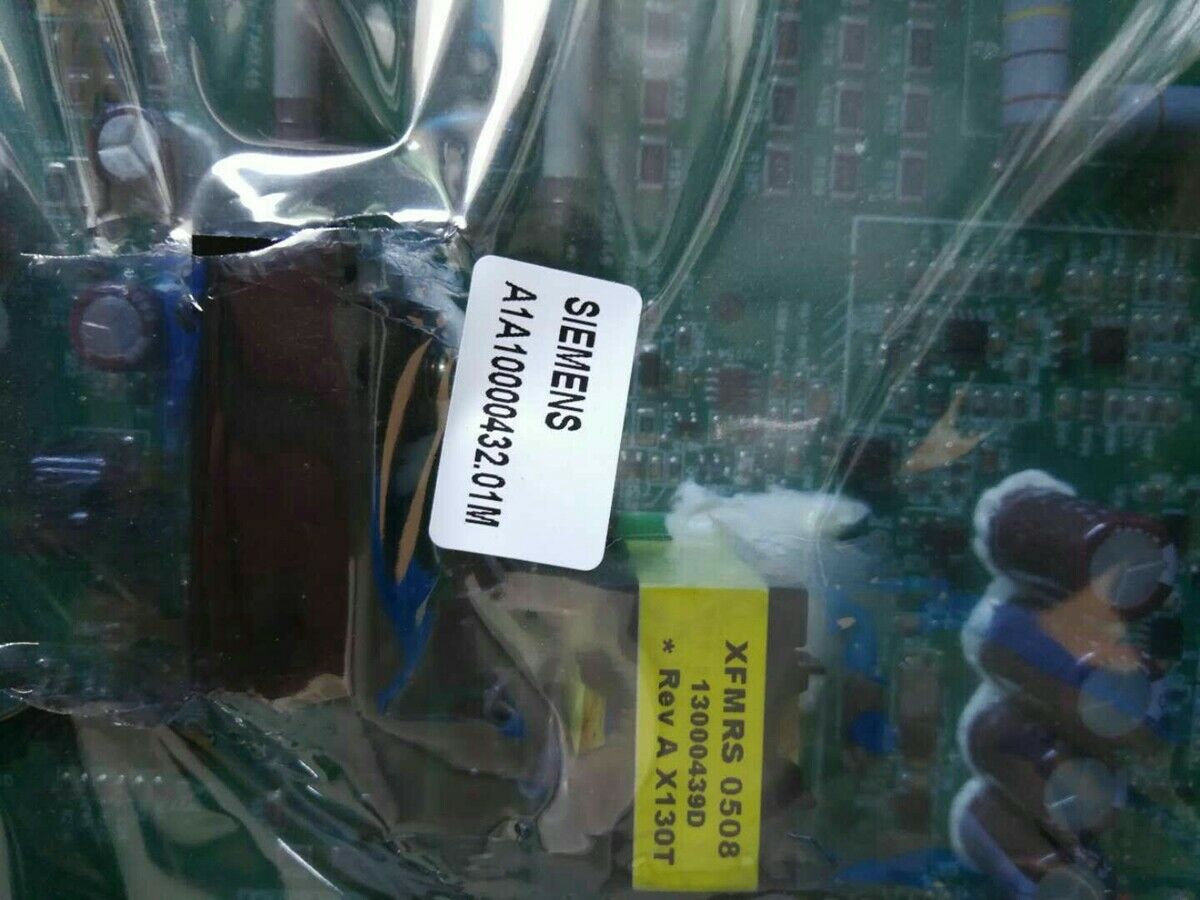 SIEMENS
A1A10000432.01M
XFMRS 0508
13000439D
* Rev A X130T